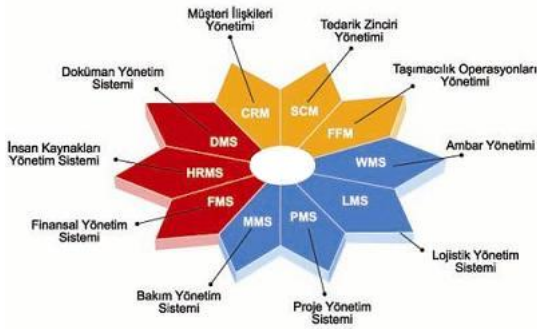 Müşteri İlişkileri
Yönetimi
Tedarik Zinciri
Yönetimi
Taşımacılık Operasyonları
Yönetimi
Ambar Yönetimi
Lojistik Yönetim
Sistemi
Proje Yönetim
Sistemi
Bakım Yönetim
Sistemi
Finansal Yönetim
Sistemi
İnsan Kaynakları
Yönetim Sistemi
Doküman Yönetim
Sistemi
CRM
SCM
FFM
WMS
LMS
PMS
MMS
FMS
HRMS
DMS